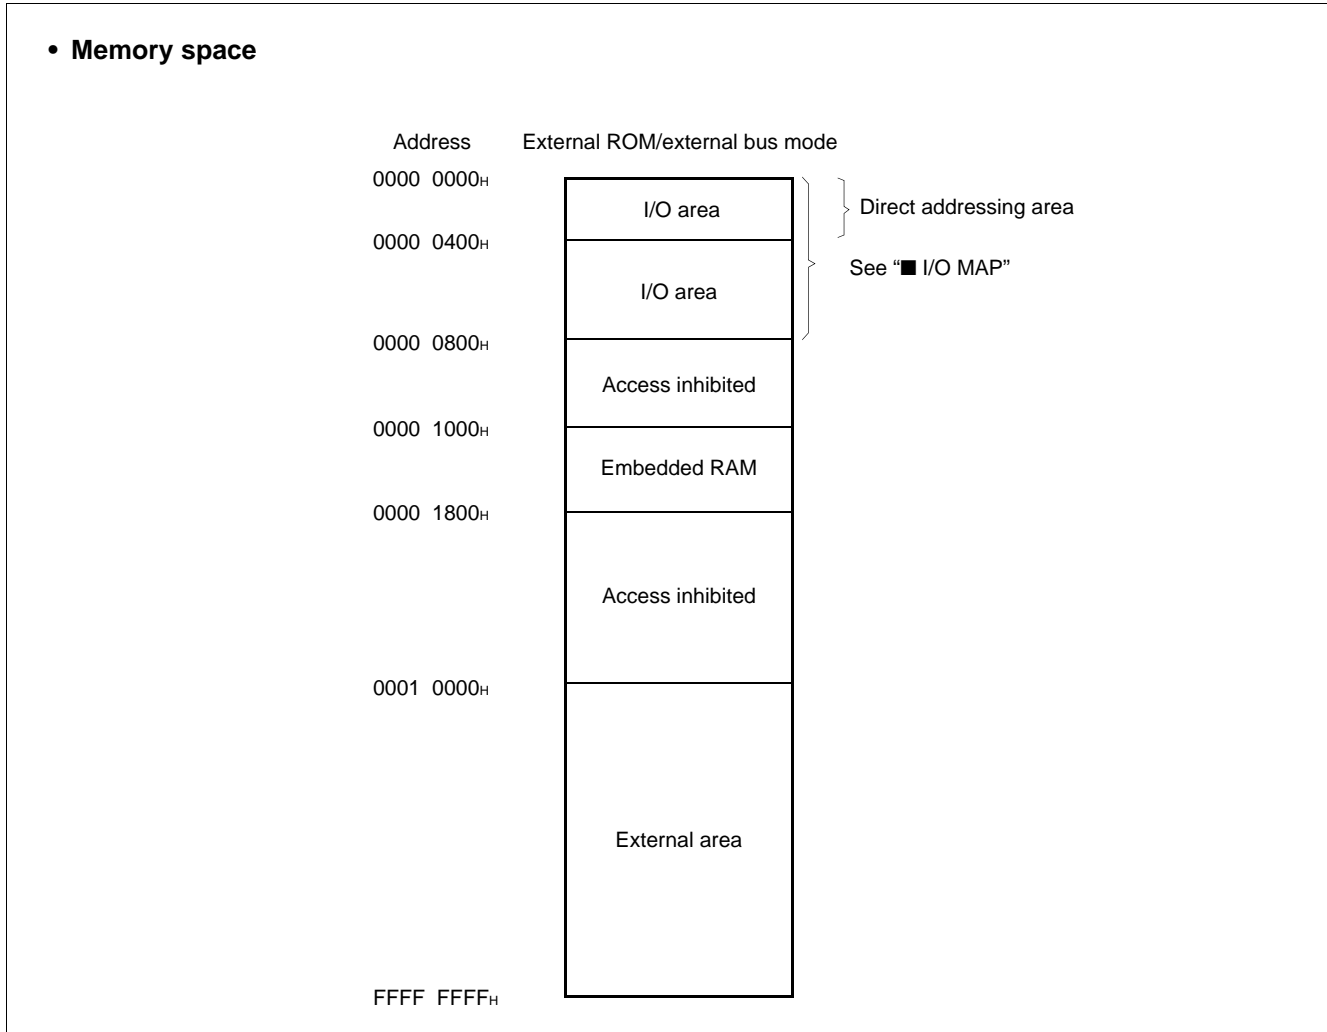 • Memory space
Address External ROM/external bus mode
0000 0000H
I/O area
Direct addressing area
0000 0400H
See “■ I/O MAP”
I/O area
0000 0800H
Access inhibited
0000 1000H
Embedded RAM
0000 1800H
Access inhibited
0001 0000H
External area
FFFF FFFFH